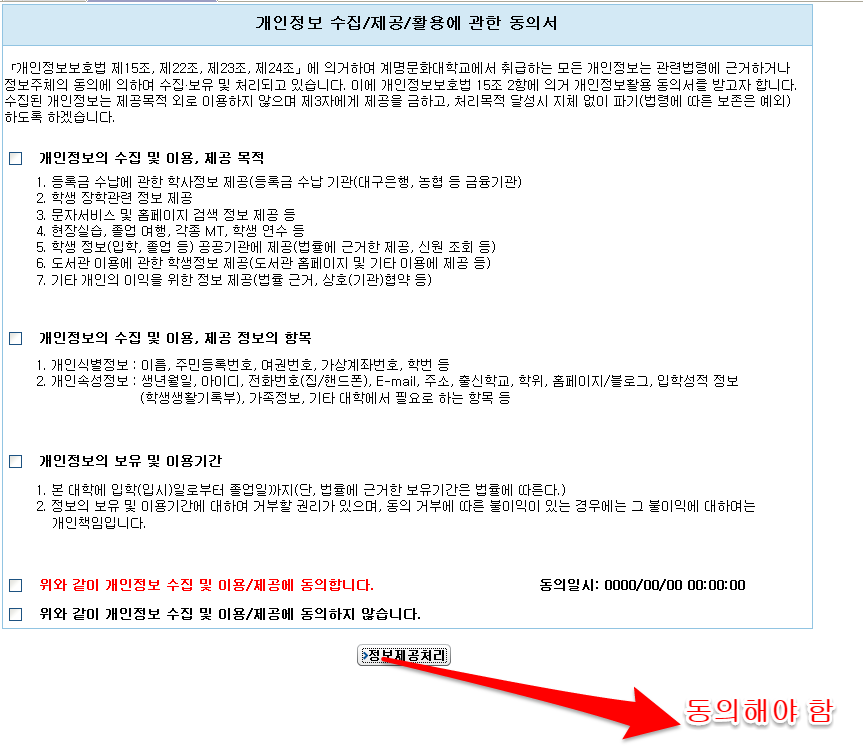 개인정보 수집/제공/활용에 관한 동의서
「개인정보보호법 제15조, 제22조, 제23조, 제24조」에 의거하여 계명문화대학교에서 취급하는 모든 개인정보는 관련법령에 근거하거나
정보주체의 동의에 의하여 수집·보유 및 처리되고 있습니다. 이에 개인정보보호법 15조 2항에 의거 개인정보활용 동의서를 받고자 합니다.
수집된 개인정보는 제공목적 외로 이용하지 않으며 제3자에게 제공을 금하고, 처리목적 달성시 지체 없이 파기(법령에 따른 보존은 예외)
하도록 하겠습니다.
개인정보의 수집 및 이용, 제공 목적
1. 등록금 수납에 관한 학사정보 제공(등록금 수납 기관(대구은행, 농협 등 금융기관)
2. 학생 장학관련 정보 제공
3. 문자서비스 및 홈페이지 검색 정보 제공 등
4. 현장실습, 졸업 여행, 각종 MT, 학생 연수 등
5. 학생 정보(입학, 졸업 등) 공공기관에 제공(법률에 근거한 제공, 신원 조회 등)
6. 도서관 이용에 관한 학생정보 제공(도서관 홈페이지 및 기타 이용에 제공 등)
7. 기타 개인의 이익을 위한 정보 제공(법률 근거, 상호(기관)협약 등)
개인정보의 수집 및 이용, 제공 정보의 항목
1. 개인식별정보 : 이름, 주민등록번호, 여권번호, 가상계좌번호, 학번 등
2. 개인속성정보 : 생년월일, 아이디, 전화번호(집/핸드폰), E-mail, 주소, 출신학교, 학위, 홈페이지/블로그, 입학성적 정보
(학생생활기록부), 가족정보, 기타 대학에서 필요로 하는 항목 등
개인정보의 보유 및 이용기간
1. 본 대학에 입학(입시)일로부터 졸업일까지(단, 법률에 근거한 보유기간은 법률에 따른다.)
2. 정보의 보유 및 이용기간에 대하여 거부할 권리가 있으며, 동의 거부에 따른 불이익이 있는 경우에는 그 불이익에 대하여는
개인책임입니다.
위와 같이 개인정보 수집 및 이용/제공에 동의합니다. 동의일시: 0000/00/00 00:00:00
위와 같이 개인정보 수집 및 이용/제공에 동의하지 않습니다.
정보제공처리
동의해야 함